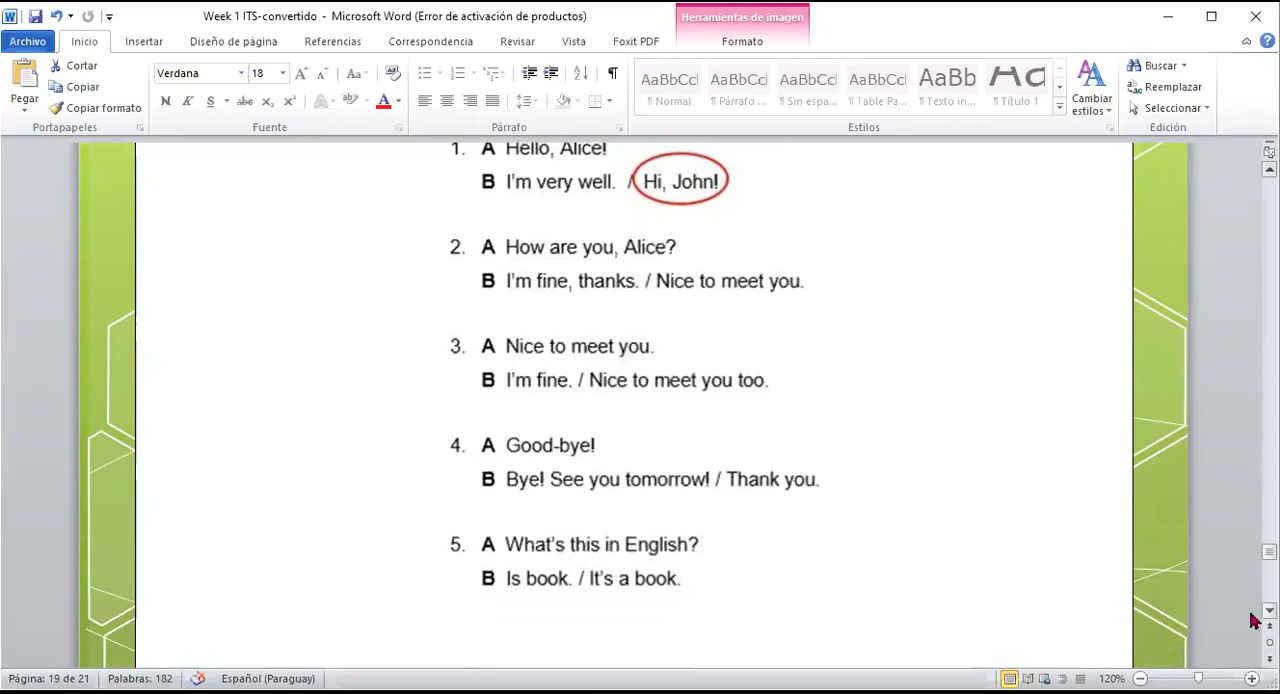 Week 1 ITS-convertido - Microsoft Word (Error de activación de productos)
Herramientas de imagen
Archivo Inicio Insertar Diseño de página Referencias Correspondencia Revisar Vista Foxit PDF Formato
Pegar
Cortar
Copiar
Copiar formato
Portapapeles
Verdana 18
Fuente
Párrafo
AaBbCcI AaBbCcI AaBbCcI AaBbCcI AaBb
¶ Normal ¶ Párrafo ... ¶ Sin espa... ¶ Table Pa... ¶ Texto in... ¶ Título 1
Cambiar estilos
Estilos
Buscar
Reemplazar
Seleccionar
Edición
1. A Hello, Alice!
B I'm very well. / Hi, John!
2. A How are you, Alice?
B I'm fine, thanks. / Nice to meet you.
3. A Nice to meet you.
B I'm fine. / Nice to meet you too.
4. A Good-bye!
B Bye! See you tomorrow! / Thank you.
5. A What's this in English?
B Is book. / It's a book.
Página: 19 de 21 Palabras: 182 Español (Paraguay) 120%